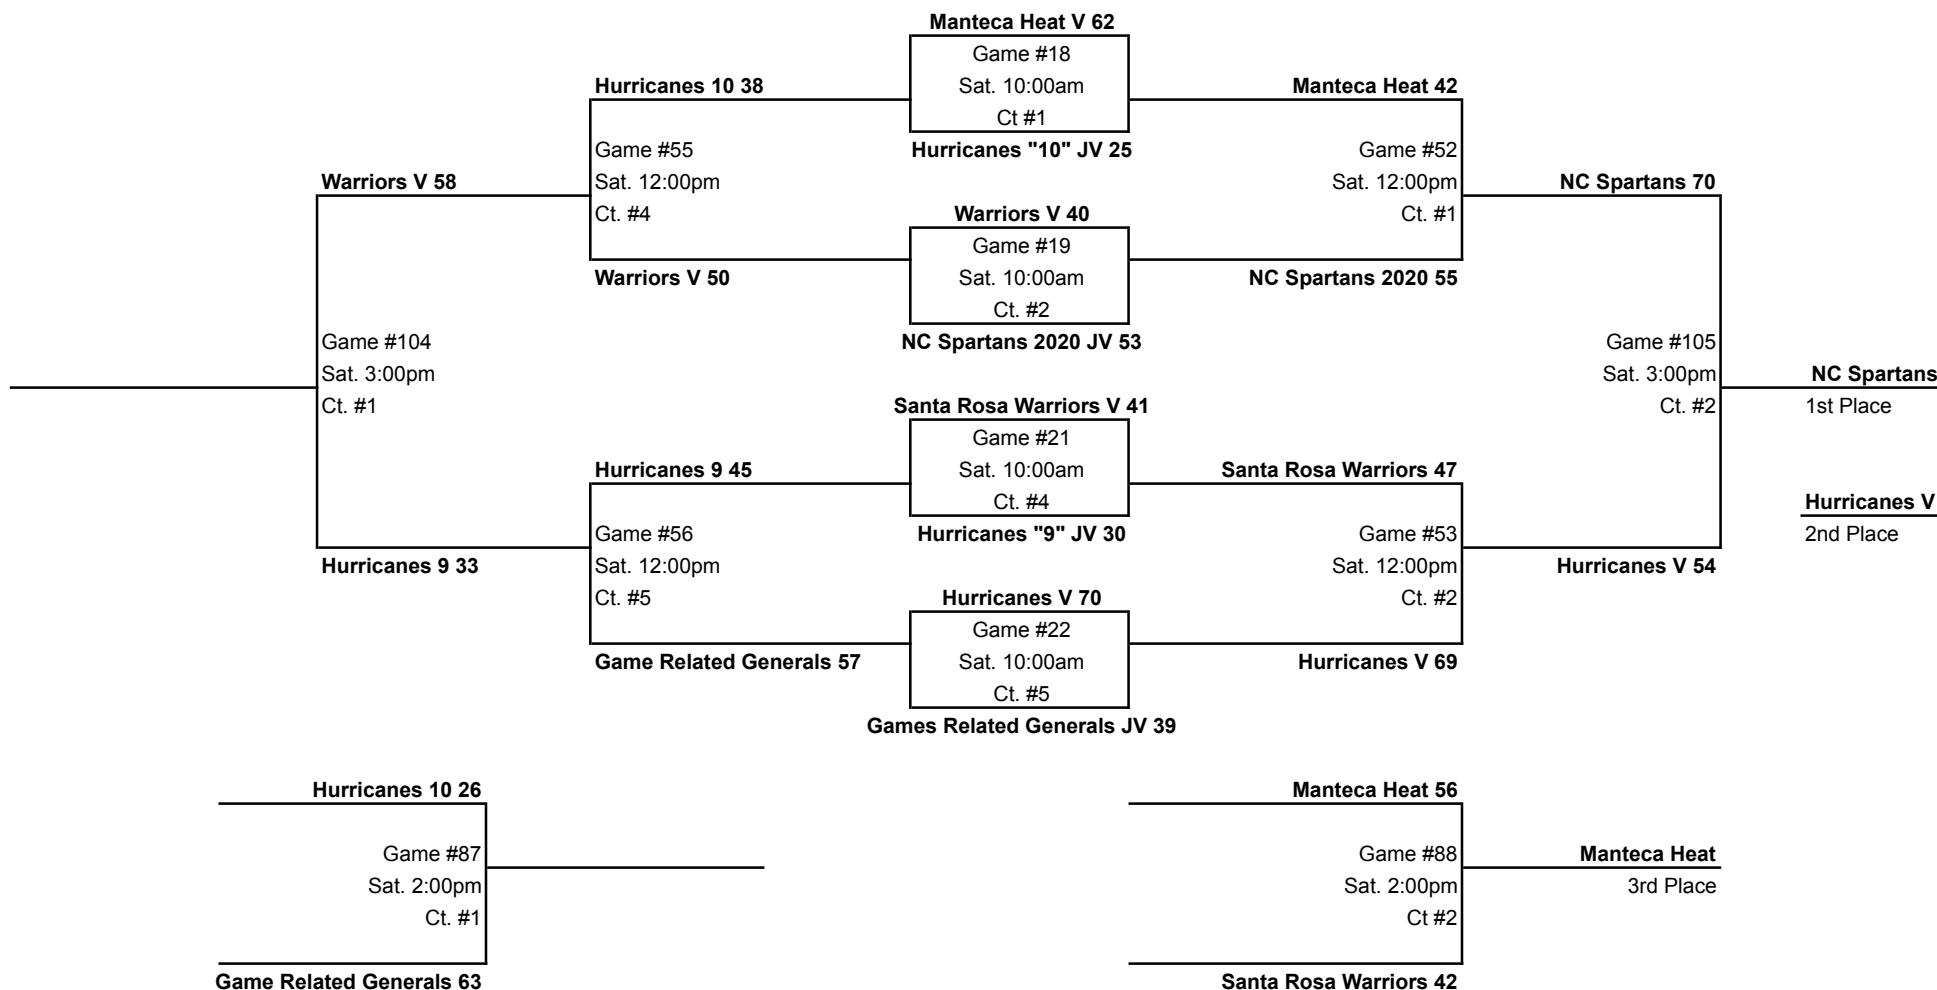 Manteca Heat V 62
Game #18
Sat. 10:00am
Ct #1
Hurricanes "10" JV 25
Hurricanes 10 38
Game #55
Sat. 12:00pm
Ct. #4
Warriors V 50
Manteca Heat 42
Game #52
Sat. 12:00pm
Ct. #1
NC Spartans 2020 55
Warriors V 58
NC Spartans 70
Warriors V 40
Game #19
Sat. 10:00am
Ct. #2
NC Spartans 2020 JV 53
Game #104
Sat. 3:00pm
Ct. #1
Game #105
Sat. 3:00pm
Ct. #2
NC Spartans
1st Place
Santa Rosa Warriors V 41
Game #21
Sat. 10:00am
Ct. #4
Hurricanes "9" JV 30
Hurricanes 9 45
Game #56
Sat. 12:00pm
Ct. #5
Game Related Generals 57
Santa Rosa Warriors 47
Game #53
Sat. 12:00pm
Ct. #2
Hurricanes V 69
Hurricanes V
2nd Place
Hurricanes 9 33
Hurricanes V 54
Hurricanes V 70
Game #22
Sat. 10:00am
Ct. #5
Games Related Generals JV 39
Hurricanes 10 26
Game #87
Sat. 2:00pm
Ct. #1
Game Related Generals 63
Manteca Heat 56
Game #88
Sat. 2:00pm
Ct #2
Santa Rosa Warriors 42
Manteca Heat
3rd Place